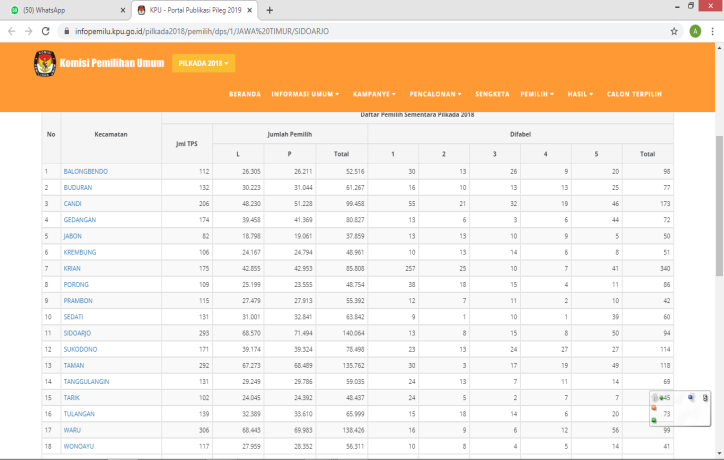 (50) WhatsApp
KPU - Portal Publikasi Pileg 2019
infopemilu.kpu.go.id/pilkada2018/pemilih/dps/1/JAWA%20TIMUR/SIDOARJO
A
Komisi Pemilihan Umum
PILKADA 2018
BERANDA INFORMASI UMUM KAMPANYE PENCALONAN SENGKETA PEMILIH HASIL CALON TERPILIH
Daftar Pemilih Sementara Pilkada 2018
No Kecamatan Jml TPS Jumlah Pemilih Difabel
L P Total 1 2 3 4 5 Total
1 BALONGBENDO 112 26.305 26.211 52.516 30 13 26 9 20 98
2 BUDURAN 132 30.223 31.044 61.267 16 10 13 13 25 77
3 CANDI 206 48.230 51.228 99.458 55 21 32 19 46 173
4 GEDANGAN 174 39.458 41.369 80.827 13 6 3 6 44 72
5 JABON 82 18.798 19.061 37.859 13 13 10 9 5 50
6 KREMBUNG 106 24.167 24.794 48.961 10 13 14 6 8 51
7 KRIAN 175 42.855 42.953 85.808 257 25 10 7 41 340
8 PORONG 109 25.199 23.555 48.754 38 18 15 4 11 86
9 PRAMBON 115 27.479 27.913 55.392 12 7 11 2 10 42
10 SEDATI 131 31.001 32.841 63.842 9 1 10 1 39 60
11 SIDOARJO 293 68.570 71.494 140.064 13 8 15 8 50 94
12 SUKODONO 171 39.174 39.324 78.498 23 13 24 27 27 114
13 TAMAN 292 67.273 68.489 135.762 30 3 17 19 49 118
14 TANGGULANGIN 131 29.249 29.786 59.035 24 13 7 11 14 69
15 TARIK 102 24.045 24.392 48.437 24 5 2 7 7 45
16 TULANGAN 139 32.389 33.610 65.999 15 18 14 6 20 73
17 WARU 306 68.443 69.983 138.426 16 9 6 12 56 99
18 WONOAYU 117 27.959 28.352 56.311 10 8 4 5 14 41